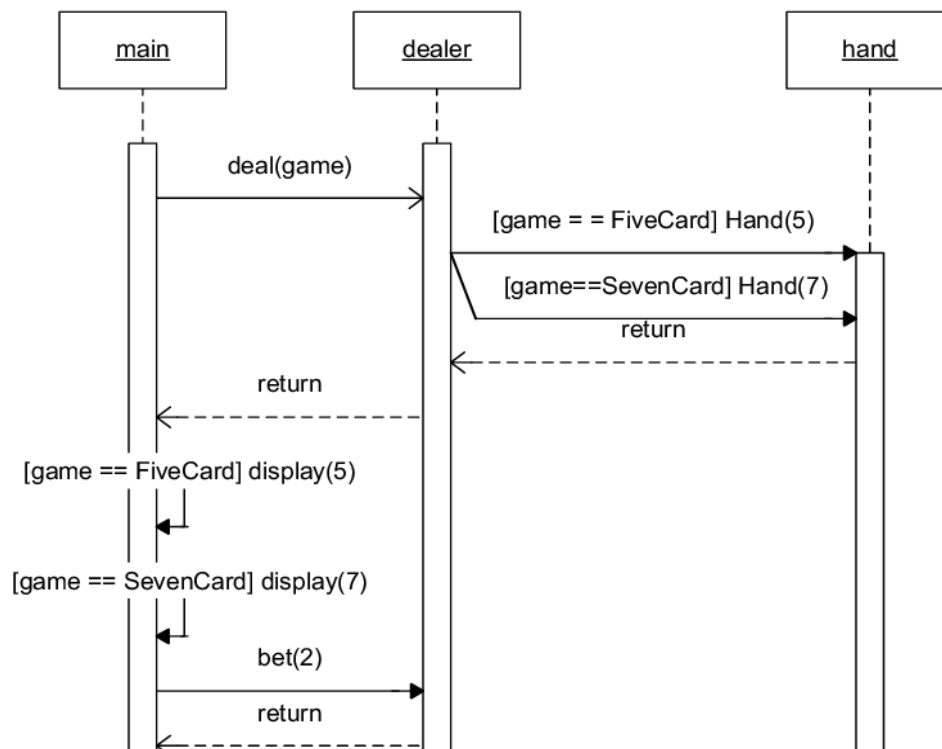 main
dealer
hand
deal(game)
[game = = FiveCard] Hand(5)
[game==SevenCard] Hand(7)
return
return
[game == FiveCard] display(5)
[game == SevenCard] display(7)
bet(2)
return